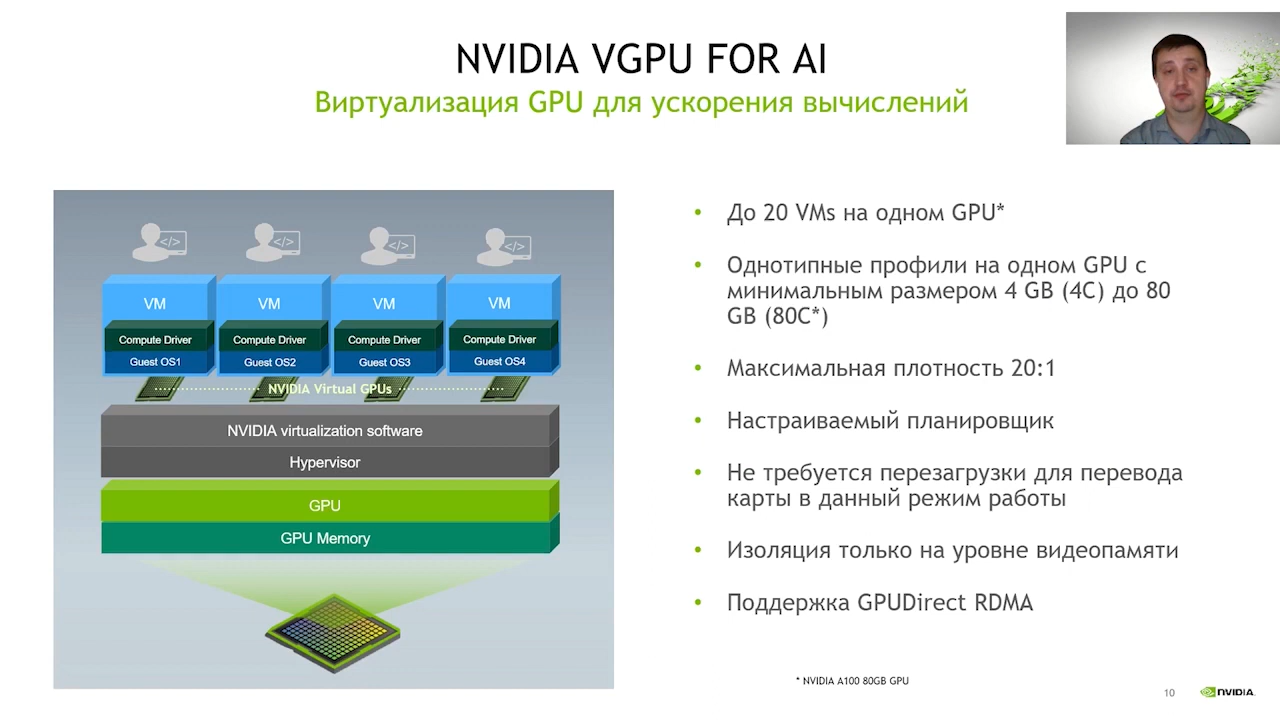 NVIDIA VGPU FOR AI
Виртуализация GPU для ускорения вычислений
VM
VM
VM
VM
Compute Driver
Compute Driver
Compute Driver
Compute Driver
Guest OS1
Guest OS2
Guest OS3
Guest OS4
NVIDIA Virtual GPUs
NVIDIA virtualization software
Hypervisor
GPU
GPU Memory
• До 20 VMs на одном GPU*
• Однотипные профили на одном GPU с
минимальным размером 4 GB (4C) до 80
GB (80C*)
• Максимальная плотность 20:1
• Настраиваемый планировщик
• Не требуется перезагрузки для перевода
карты в данный режим работы
• Изоляция только на уровне видеопамяти
• Поддержка GPUDirect RDMA
* NVIDIA A100 80GB GPU
10
NVIDIA.